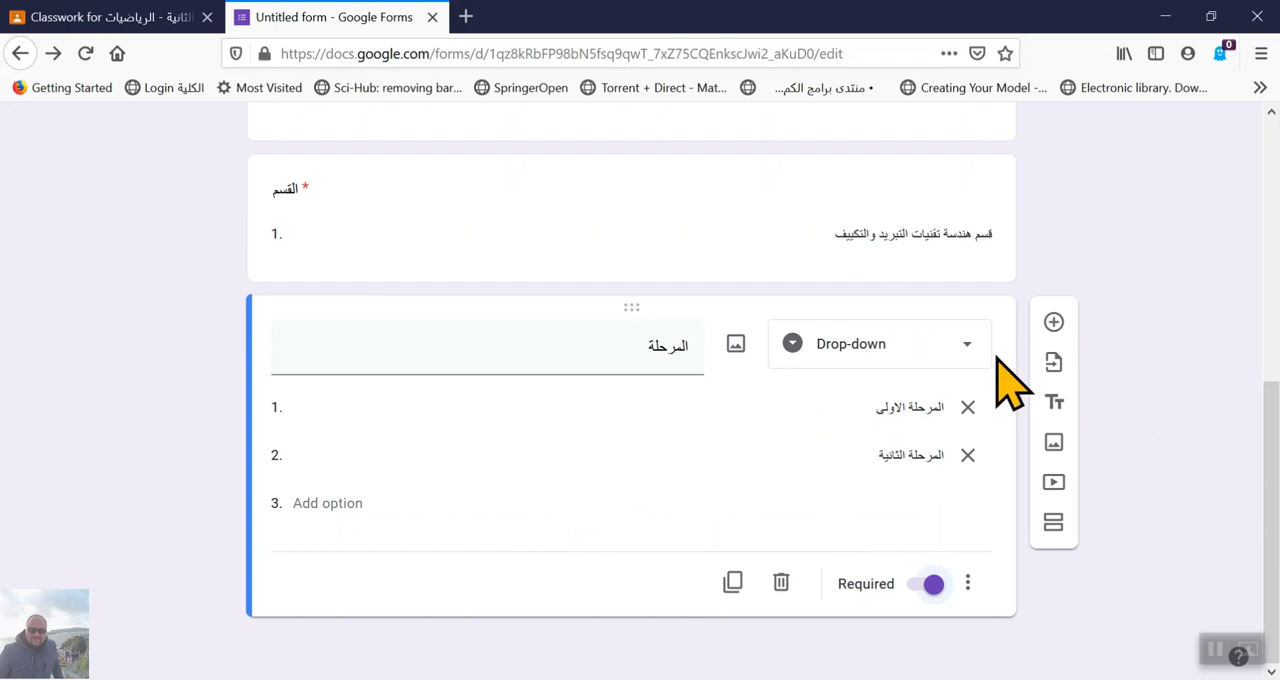 Classwork for الثانية - الرياضيات
Untitled form - Google Forms
https://docs.google.com/forms/d/1qz8kRbFP98bN5fsq9qwT_7xZ75CQEnkscJwi2_aKuD0/edit
0
Getting Started
Login الكلية
Most Visited
Sci-Hub: removing bar...
SpringerOpen
Torrent + Direct - Mat...
منتدى برامج الكم...
Creating Your Model -...
Electronic library. Dow...
القسم *
1. قسم هندسة تقنيات التبريد والتكييف
المرحلة
Drop-down
1. المرحلة الاولى
2. المرحلة الثانية
3. Add option
Required